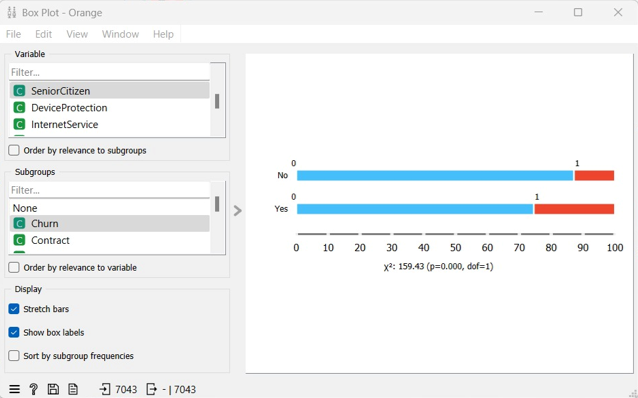 Box Plot - Orange
File Edit View Window Help
Variable
Filter...
C SeniorCitizen
C DeviceProtection
C InternetService
Order by relevance to subgroups
Subgroups
Filter...
None
C Churn
C Contract
Order by relevance to variable
Display
Stretch bars
Show box labels
Sort by subgroup frequencies
7043 - | 7043
0 1
No
0 1
Yes
0 10 20 30 40 50 60 70 80 90 100
χ²: 159.43 (p=0.000, dof=1)